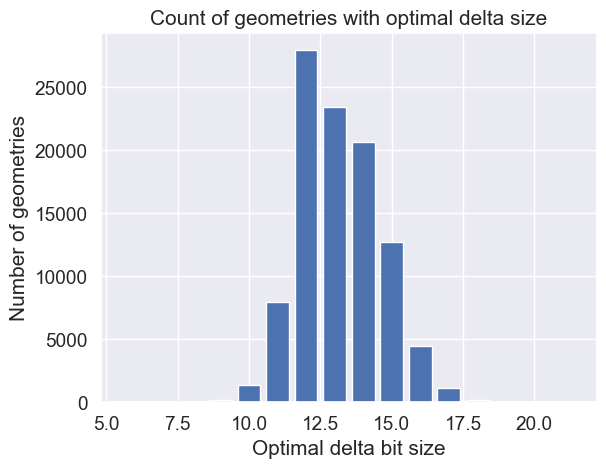 Count of geometries with optimal delta size
Number of geometries
25000
20000
15000
10000
5000
0
5.0 7.5 10.0 12.5 15.0 17.5 20.0
Optimal delta bit size